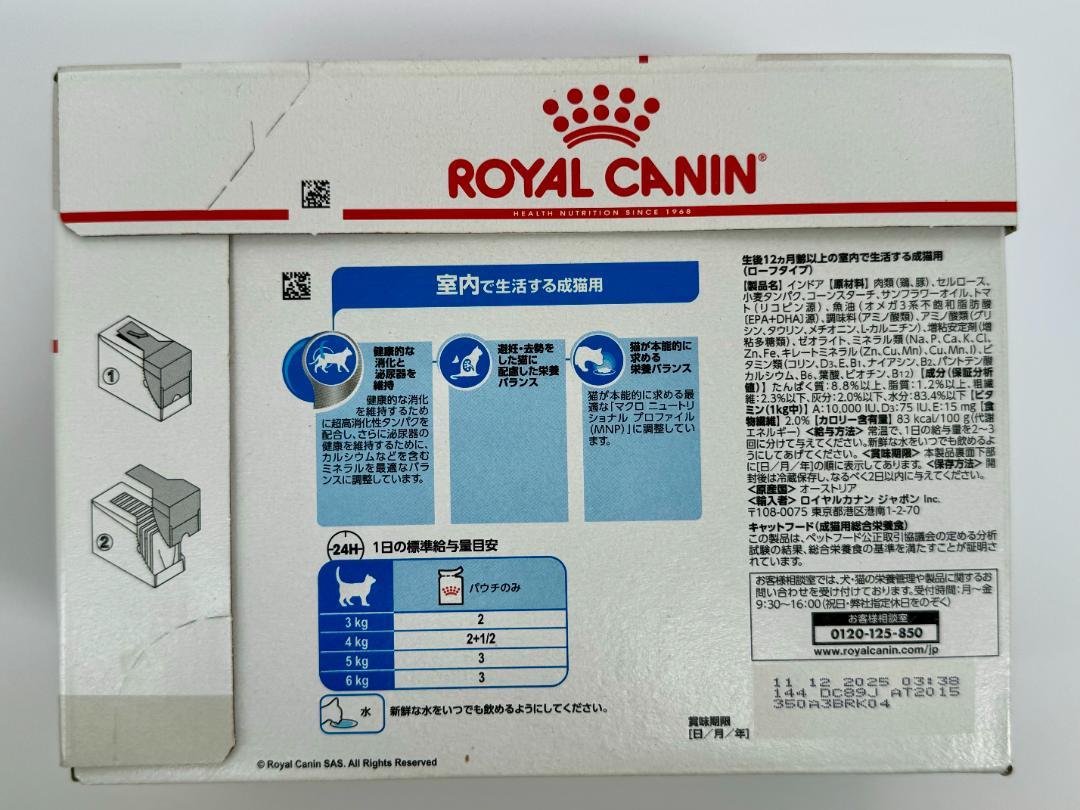 ROYAL CANIN®
HEALTH NUTRITION SINCE 1968
室内で生活する成猫用
健康的な
消化と
泌尿器を
維持
健康的な消化
を維持するため
に超高消化性タンパクを
配合し、さらに泌尿器の
健康を維持するために、
カルシウムなどを含む
ミネラルを最適なバラ
ンスに調整しています。
避妊・去勢を
した猫に
配慮した栄養
バランス
猫が本能的に
求める
栄養バランス
猫が本能的に求める最
適な「マクロ ニュートリ
ショナル プロファイル
(MNP)」に調整してい
ます。
24H 1日の標準給与量目安
パウチのみ
3 kg 2
4 kg 2+1/2
5 kg 3
6 kg 3
水 新鮮な水をいつでも飲めるようにしてください。
© Royal Canin SAS. All Rights Reserved
1
2
生後12ヵ月齢以上の室内で生活する成猫用
(ローフタイプ)
【製品名】 インドア 【原材料】 肉類(鶏、豚)、セルロース、
小麦タンパク、コーンスターチ、サンフラワーオイル、トマ
ト(リコピン源)、魚油(オメガ3系不飽和脂肪酸
[EPA+DHA]源)、調味料(アミノ酸類)、アミノ酸類(グリ
シン、タウリン、メチオニン、L-カルニチン)、増粘安定剤(増
粘多糖類)、ゼオライト、ミネラル類(Na、P、Ca、K、Cl、
Zn、Fe、キレートミネラル(Zn、Cu、Mn)、Cu、Mn、I)、ビ
タミン類(コリン、D3、E、B1、ナイアシン、B2、パントテン酸
カルシウム、B6、葉酸、ビオチン、B12) 【成分(保証分析
値)】 たんぱく質:8.8%以上、脂質:1.2%以上、粗繊
維:2.3%以下、灰分:2.0%以下、水分:83.4%以下 【ビタ
ミン(1kg中)】 A:10,000 IU、D3:75 IU、E:15 mg 【食
物繊維】 2.0% 【カロリー含有量】 83 kcal/100 g(代謝
エネルギー) <給与方法> 常温で、1日の給与量を2~3
回に分けて与えてください。新鮮な水をいつでも飲めるよ
うにしてあげてください。<賞味期限> 本製品裏面下部
に[日/月/年]の順に表示してあります。<保存方法> 開
封後は冷蔵保存し、なるべく2日以内に与えてください。
<原産国> オーストリア
<輸入者> ロイヤルカナン ジャポン Inc.
〒108-0075 東京都港区港南1-2-70
キャットフード(成猫用総合栄養食)
この製品は、ペットフード公正取引協議会の定める分析
試験の結果、総合栄養食の基準を満たすことが証明さ
れています。
お客様相談室では、犬・猫の栄養管理や製品に関するお
問い合わせを受け付けております。受付時間:月~金
9:30~16:00(祝日・弊社指定休日をのぞく)
お客様相談室
0120-125-850
www.royalcanin.com/jp
11 12 2025 03:38
144 DC89J AT2015
350A3BRK04
賞味期限
[日/月/年]